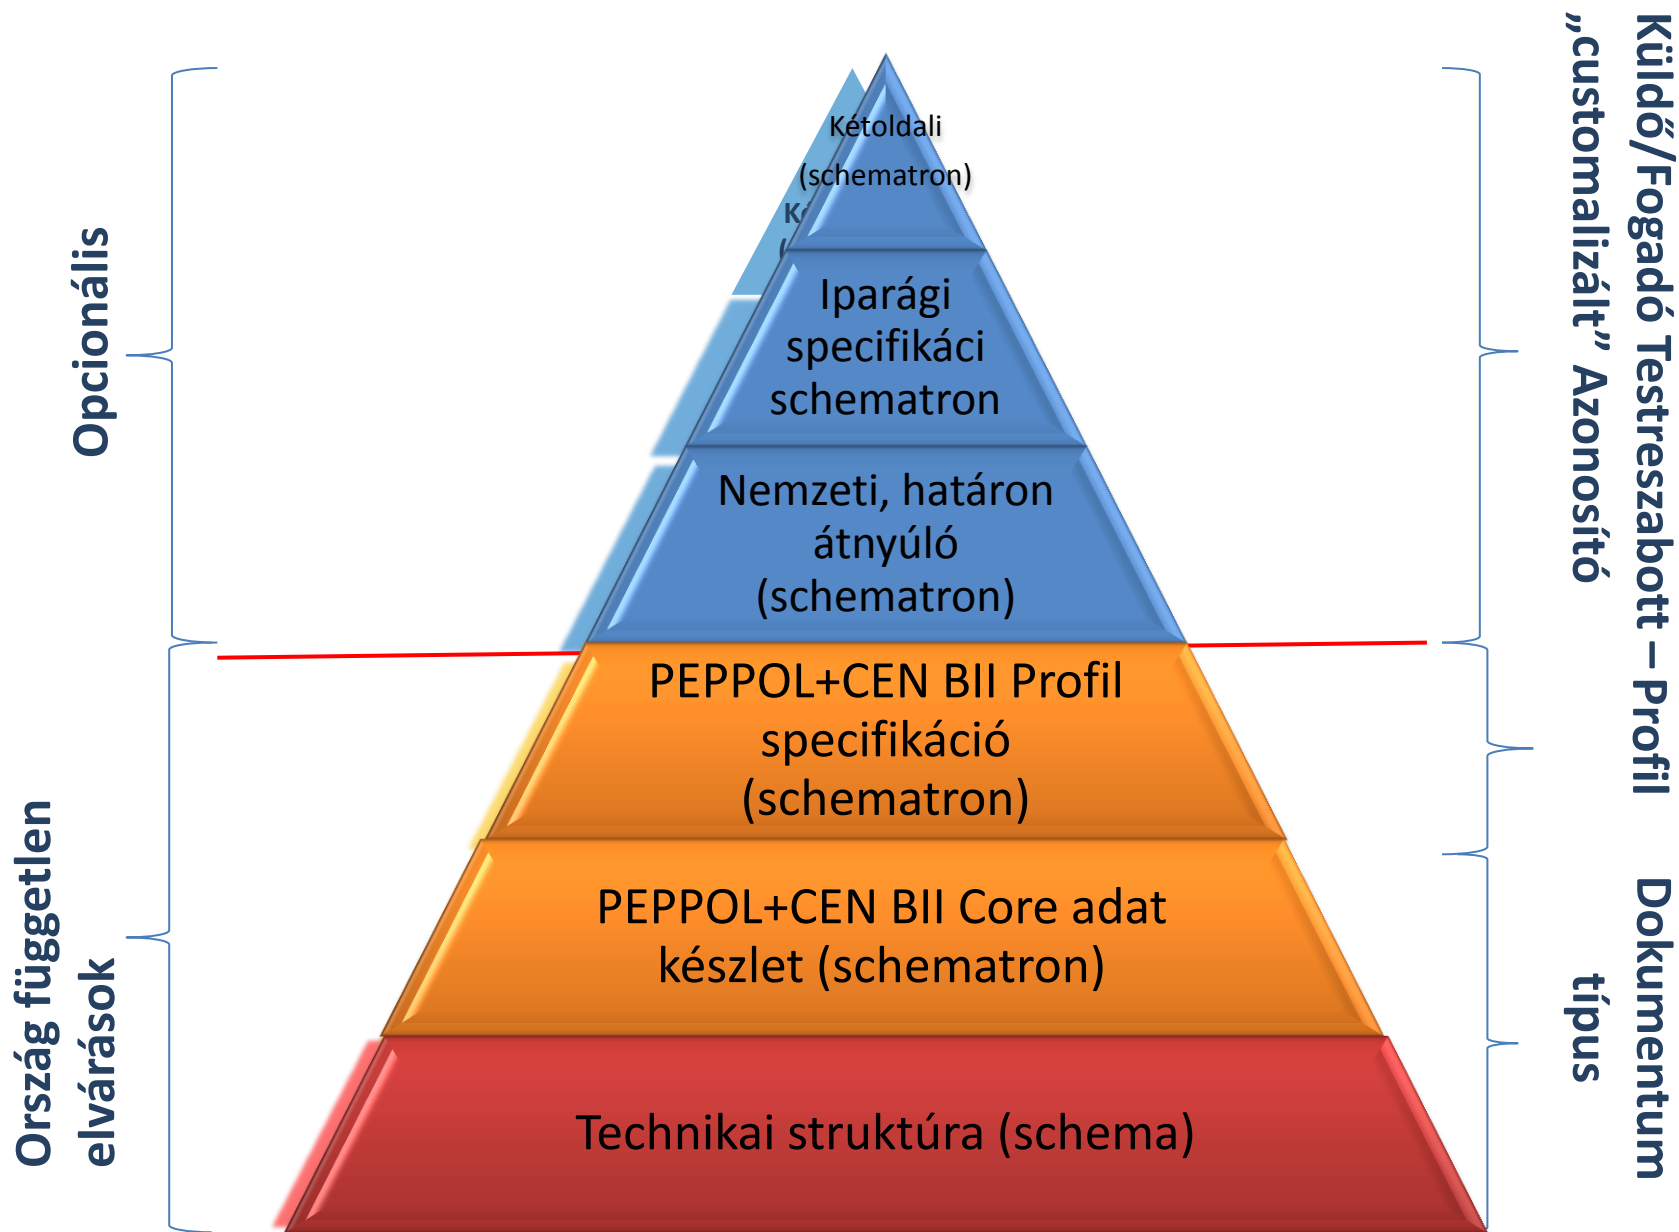 Kétoldali
(schematron)
Iparági
specifikáci
schematron
Nemzeti, határon
átnyúló
(schematron)
PEPPOL+CEN BII Profil
specifikáció
(schematron)
PEPPOL+CEN BII Core adat
készlet (schematron)
Technikai struktúra (schema)
Opcionális
Ország független
elvárások
Küldő/Fogadó Testreszabott – Profil
„customalizált” Azonosító
Dokumentum
típus